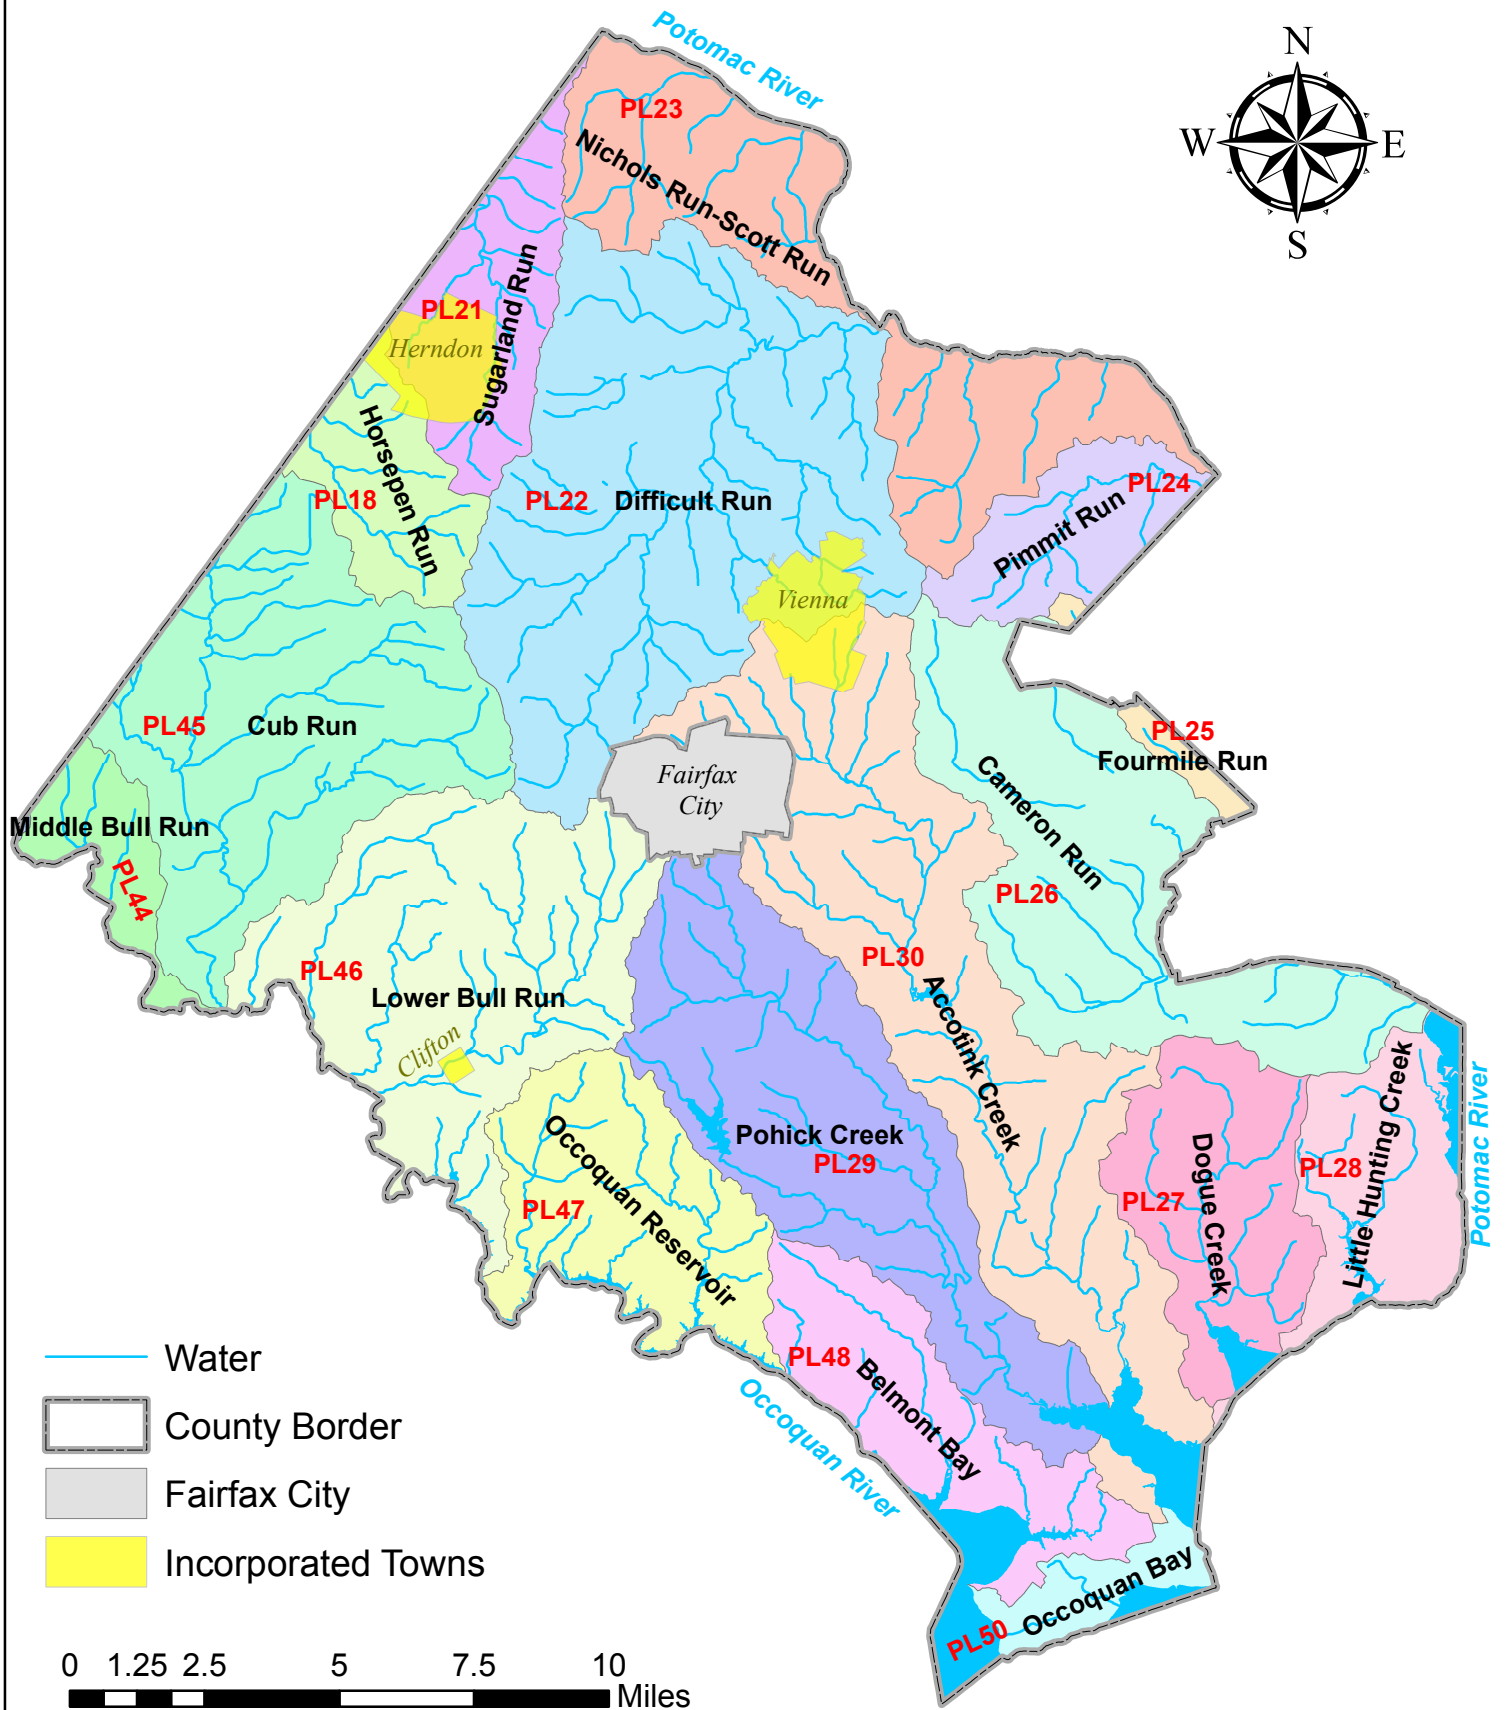 Potomac River
N
W
E
S
PL23
Nichols Run-Scott Run
Sugarland Run
PL21
Herndon
Horsepen Run
PL18
PL22
Difficult Run
PL24
Pimmit Run
Vienna
PL45
Cub Run
PL25
Fourmile Run
Fairfax
City
Cameron Run
Middle Bull Run
PL44
PL26
PL30
Accotink Creek
PL46
Lower Bull Run
Clifton
Occoquan Reservoir
PL47
Pohick Creek
PL29
Dogue Creek
PL27
PL28
Little Hunting Creek
Potomac River
PL48
Belmont Bay
Occoquan River
Occoquan Bay
PL50
Water
County Border
Fairfax City
Incorporated Towns
0 1.25 2.5 5 7.5 10
Miles